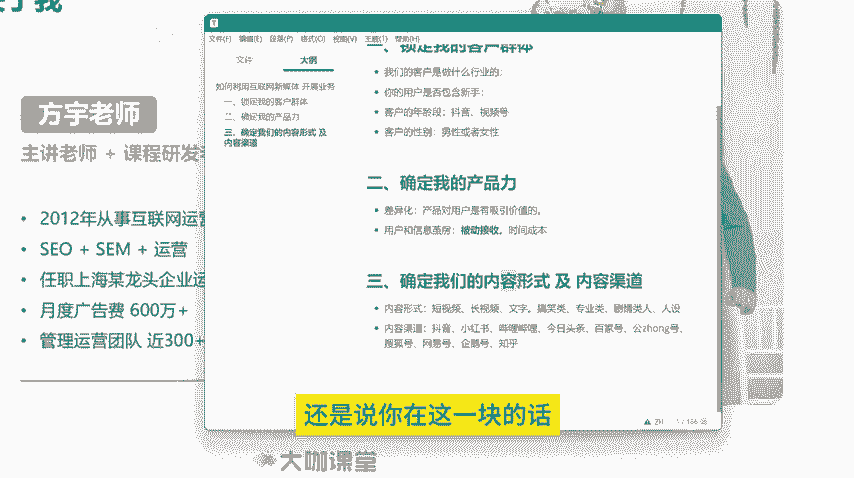 于我
方宇老师
主讲老师 + 课程研发
• 2012年从事互联网运营
• SEO + SEM + 运营
• 任职上海某龙头企业运
• 月度广告费 600万+
• 管理运营团队 近300+
文件(F) 编辑(E) 段落(P) 格式(O) 视图(V) 主题(T) 帮助(H)
文件 大纲
如何利用互联网新媒体 开展业务
一、锁定我的客户群体
二、确定我的产品力
三、确定我们的内容形式 及
内容渠道
一、锁定我的客户群体
• 我们的客户是做什么行业的;
• 你的用户是否包含新手;
• 客户的年龄段: 抖音、视频号
• 客户的性别: 男性或者女性
二、确定我的产品力
• 差异化: 产品对用户是有吸引价值的。
• 用户和信息茧房: 被动接收。时间成本
三、确定我们的内容形式 及 内容渠道
• 内容形式: 短视频、长视频、文字。搞笑类、专业类、剧情类人、人设
• 内容渠道: 抖音、小红书、哔哩哔哩、今日头条、百家号、公zhong号、
搜狐号、网易号、企鹅号、知乎
还是说你在这一块的话
大咖课堂